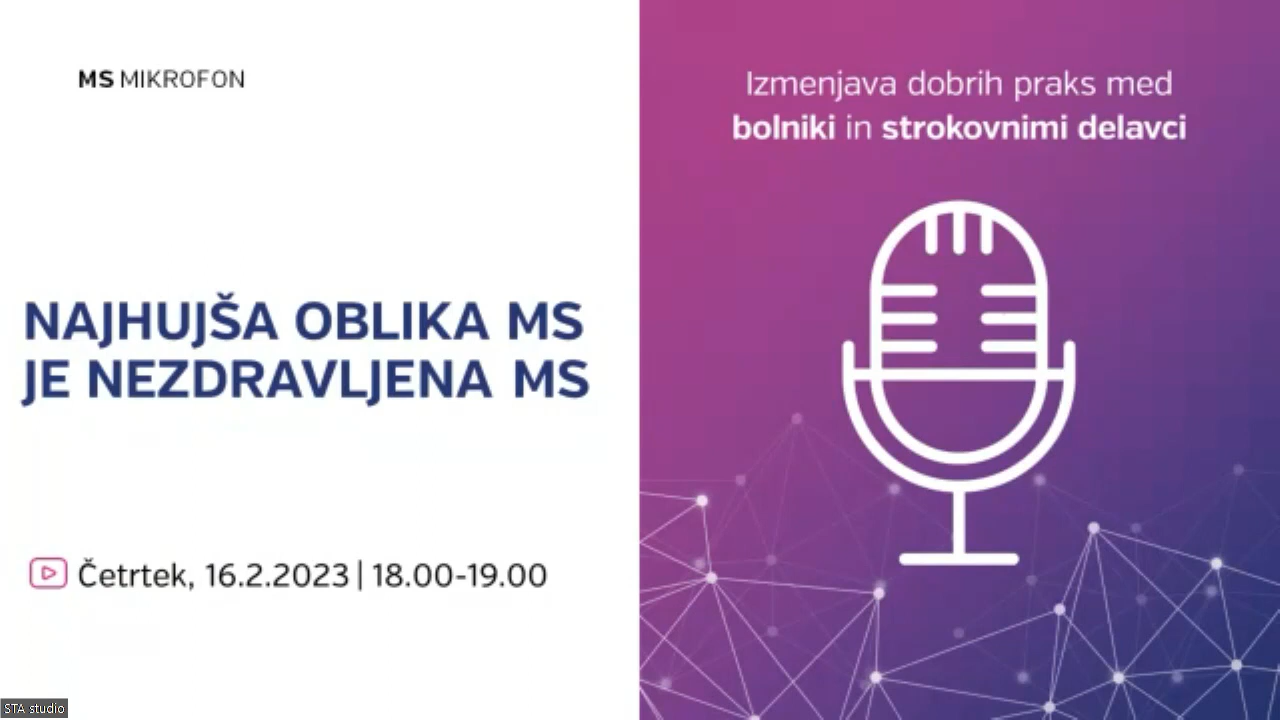 MS MIKROFON
NAJHUJŠA OBLIKA MS
JE NEZDRAVLJENA MS
Četrtek, 16.2.2023 | 18.00-19.00
Izmenjava dobrih praks med
bolniki in strokovnimi delavci
STA studio